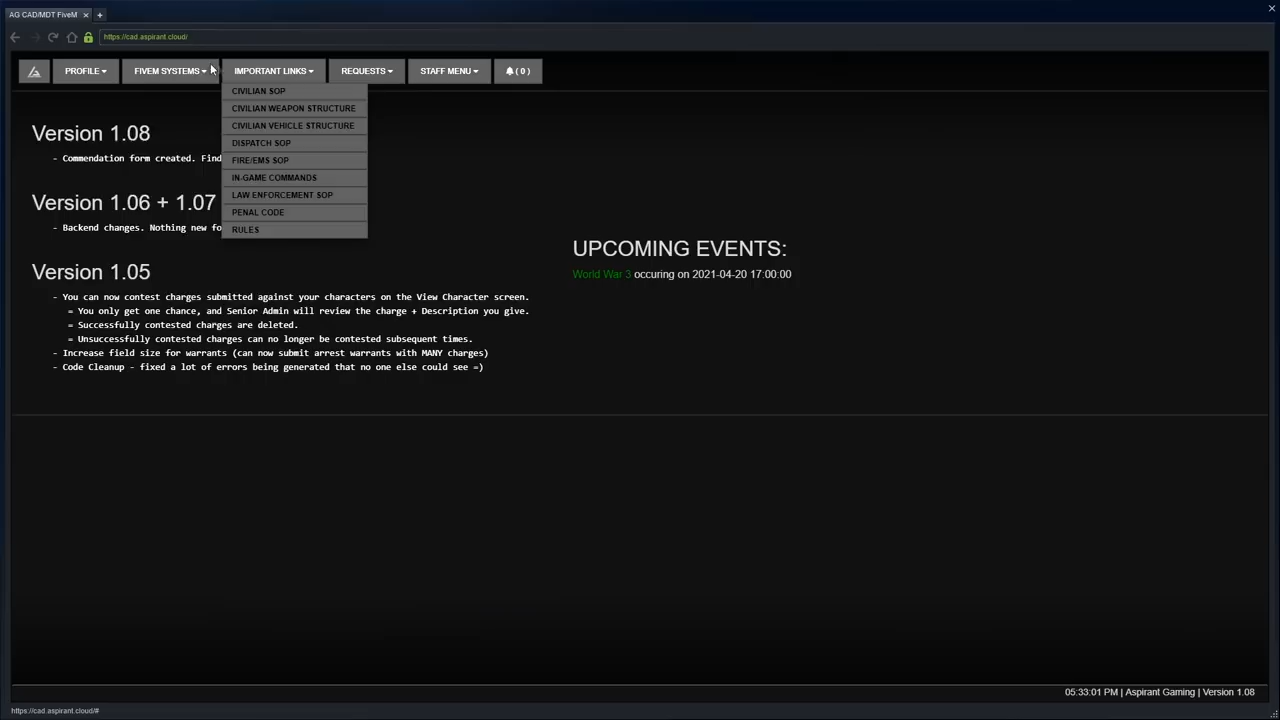 AG CAD/MDT FiveM
https://cad.aspirant.cloud/
PROFILE
FIVEM SYSTEMS
IMPORTANT LINKS
REQUESTS
STAFF MENU
( 0 )
CIVILIAN SOP
CIVILIAN WEAPON STRUCTURE
CIVILIAN VEHICLE STRUCTURE
DISPATCH SOP
FIRE/EMS SOP
IN-GAME COMMANDS
LAW ENFORCEMENT SOP
PENAL CODE
RULES
Version 1.08
- Commendation form created. Find
Version 1.06 + 1.07
- Backend changes. Nothing new fo
Version 1.05
- You can now contest charges submitted against your characters on the View Character screen.
= You only get one chance, and Senior Admin will review the charge + Description you give.
= Successfully contested charges are deleted.
= Unsuccessfully contested charges can no longer be contested subsequent times.
- Increase field size for warrants (can now submit arrest warrants with MANY charges)
- Code Cleanup - fixed a lot of errors being generated that no one else could see =)
UPCOMING EVENTS:
World War 3 occuring on 2021-04-20 17:00:00
05:33:01 PM | Aspirant Gaming | Version 1.08
https://cad.aspirant.cloud/#